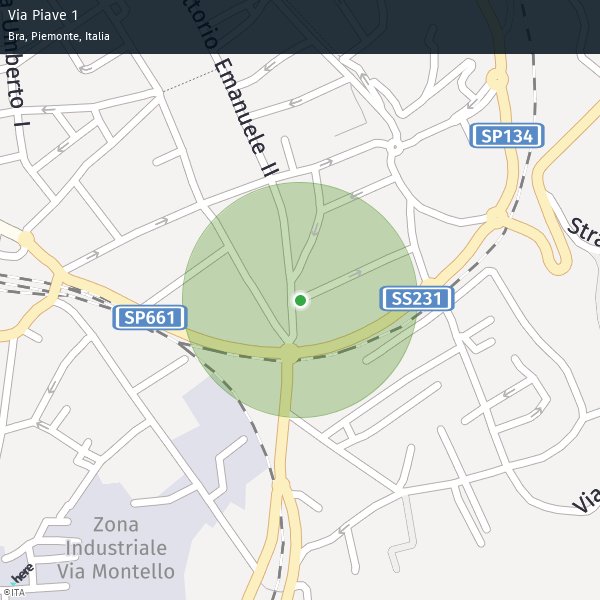 Via Piave 1
Bra, Piemonte, Italia
Umberto I
ttorio Emanuele II
SP134
Stra
SS231
SP661
Via
Zona
Industriale
Via Montello
here
©ITA